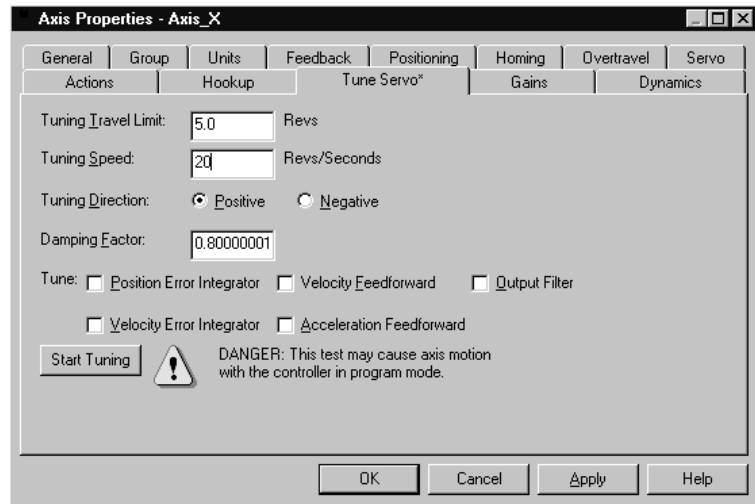 Axis Properties - Axis_X
General Group Units Feedback Positioning Homing Overtravel Servo
Actions Hookup Tune Servo* Gains Dynamics
Tuning Travel Limit: 5.0 Revs
Tuning Speed: 20 Revs/Seconds
Tuning Direction: Positive Negative
Damping Factor: 0.80000001
Tune: Position Error Integrator Velocity Feedforward Output Filter
Velocity Error Integrator Acceleration Feedforward
Start Tuning ! DANGER: This test may cause axis motion
with the controller in program mode.
OK Cancel Apply Help